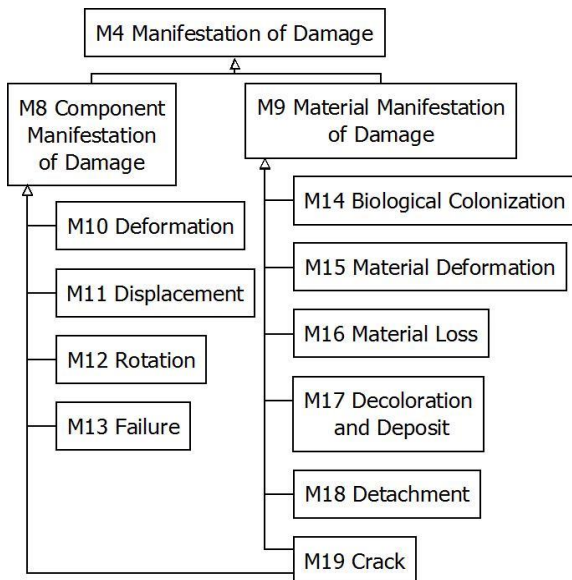 M4 Manifestation of Damage
M8 Component
Manifestation
of Damage
M9 Material Manifestation
of Damage
M10 Deformation
M11 Displacement
M12 Rotation
M13 Failure
M14 Biological Colonization
M15 Material Deformation
M16 Material Loss
M17 Decoloration
and Deposit
M18 Detachment
M19 Crack